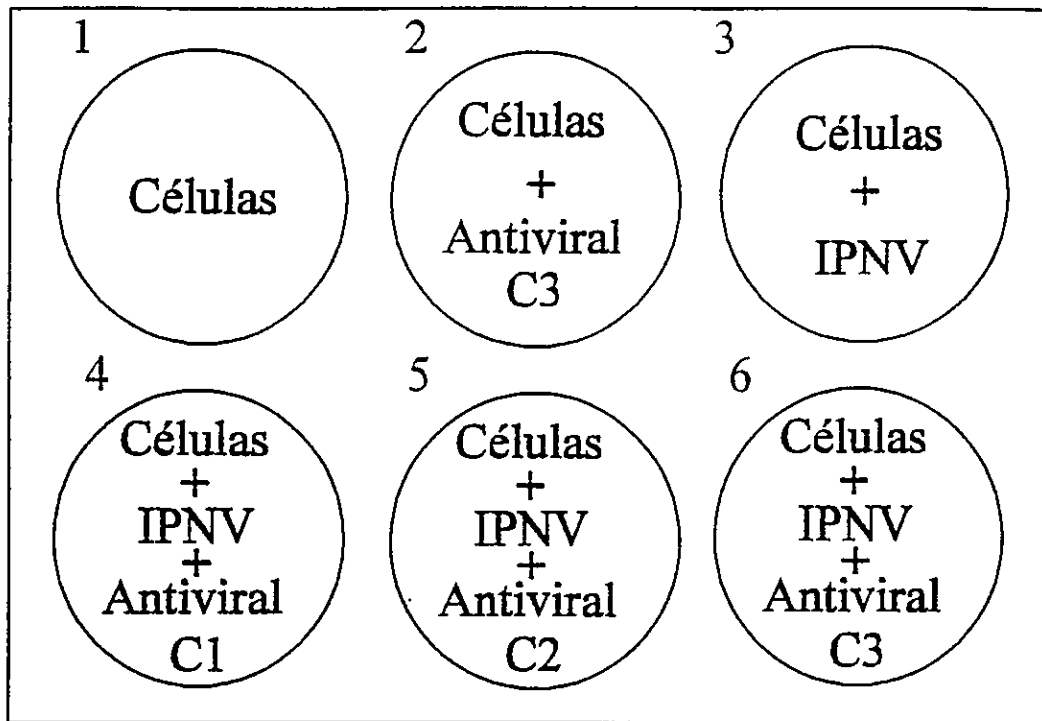 1
Células
2
Células
+
Antiviral
C3
3
Células
+
IPNV
4
Células
+
IPNV
+
Antiviral
C1
5
Células
+
IPNV
+
Antiviral
C2
6
Células
+
IPNV
+
Antiviral
C3